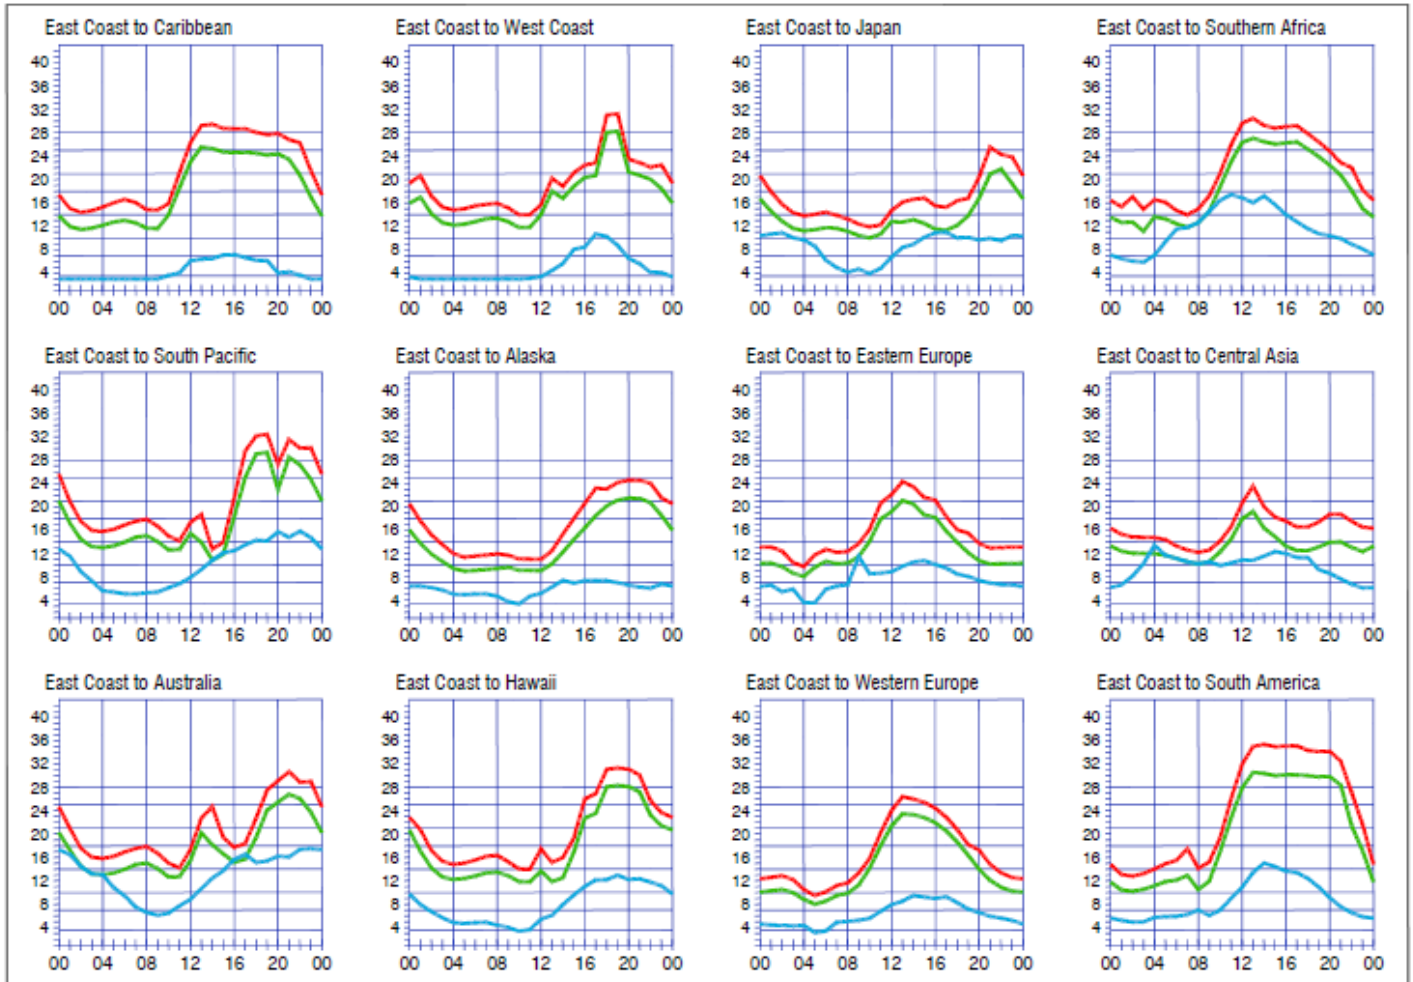 East Coast to Caribbean East Coast to West Coast East Coast to Japan East Coast to Southern Africa
40 40 40 40
36 36 36 36
32 32 32 32
28 28 28 28
24 24 24 24
20 20 20 20
16 16 16 16
12 12 12 12
8 8 8 8
4 4 4 4
00 04 08 12 16 20 00 00 04 08 12 16 20 00 00 04 08 12 16 20 00 00 04 08 12 16 20 00
East Coast to South Pacific East Coast to Alaska East Coast to Eastern Europe East Coast to Central Asia
40 40 40 40
36 36 36 36
32 32 32 32
28 28 28 28
24 24 24 24
20 20 20 20
16 16 16 16
12 12 12 12
8 8 8 8
4 4 4 4
00 04 08 12 16 20 00 00 04 08 12 16 20 00 00 04 08 12 16 20 00 00 04 08 12 16 20 00
East Coast to Australia East Coast to Hawaii East Coast to Western Europe East Coast to South America
40 40 40 40
36 36 36 36
32 32 32 32
28 28 28 28
24 24 24 24
20 20 20 20
16 16 16 16
12 12 12 12
8 8 8 8
4 4 4 4
00 04 08 12 16 20 00 00 04 08 12 16 20 00 00 04 08 12 16 20 00 00 04 08 12 16 20 00